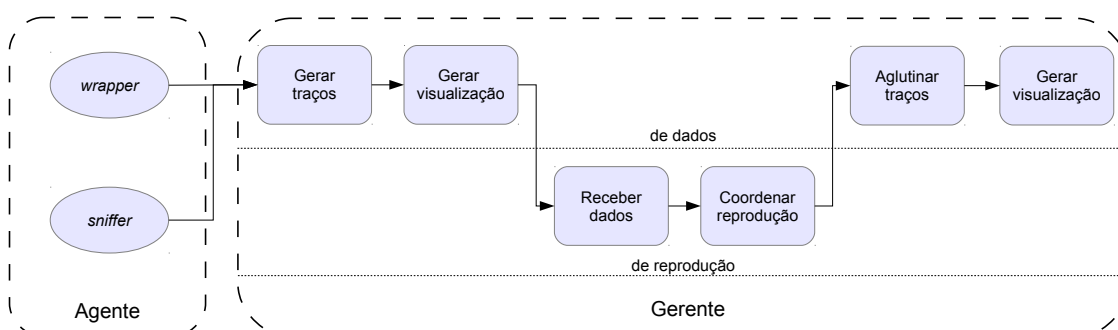 wrapper
sniffer
Agente
Gerar
traços
Gerar
visualização
de dados
Receber
dados
Coordenar
reprodução
de reprodução
Aglutinar
traços
Gerar
visualização
Gerente